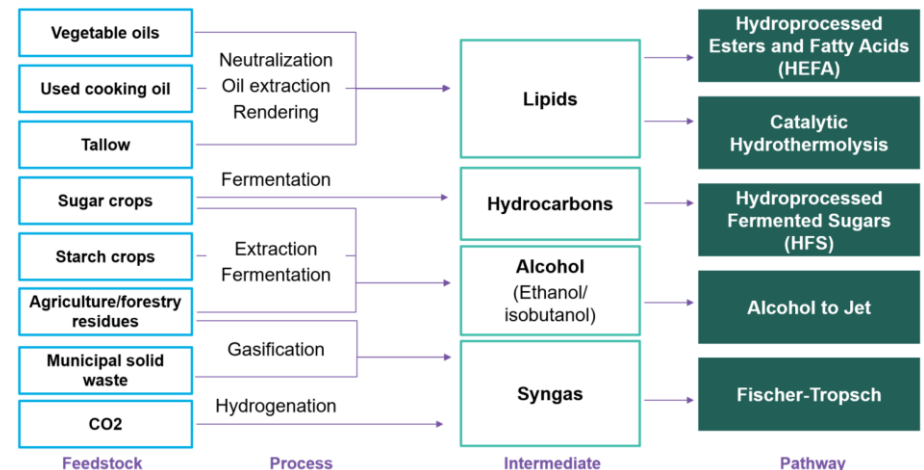 Vegetable oils
Used cooking oil
Tallow
Sugar crops
Starch crops
Agriculture/forestry
residues
Municipal solid
waste
CO2
Feedstock
Neutralization
Oil extraction
Rendering
Fermentation
Extraction
Fermentation
Gasification
Hydrogenation
Process
Lipids
Hydrocarbons
Alcohol
(Ethanol/
isobutanol)
Syngas
Intermediate
Hydroprocessed
Esters and Fatty Acids
(HEFA)
Catalytic
Hydrothermolysis
Hydroprocessed
Fermented Sugars
(HFS)
Alcohol to Jet
Fischer-Tropsch
Pathway